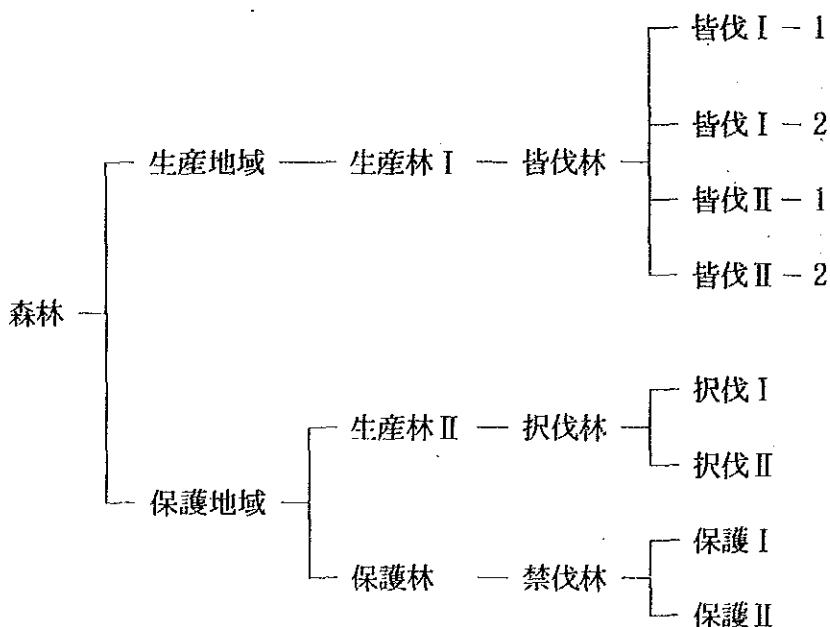 皆伐Ⅰ－1
皆伐Ⅰ－2
生産地域 生産林Ⅰ 皆伐林
皆伐Ⅱ－1
皆伐Ⅱ－2
森林
択伐Ⅰ
生産林Ⅱ 択伐林
択伐Ⅱ
保護地域
保護Ⅰ
保護林 禁伐林
保護Ⅱ